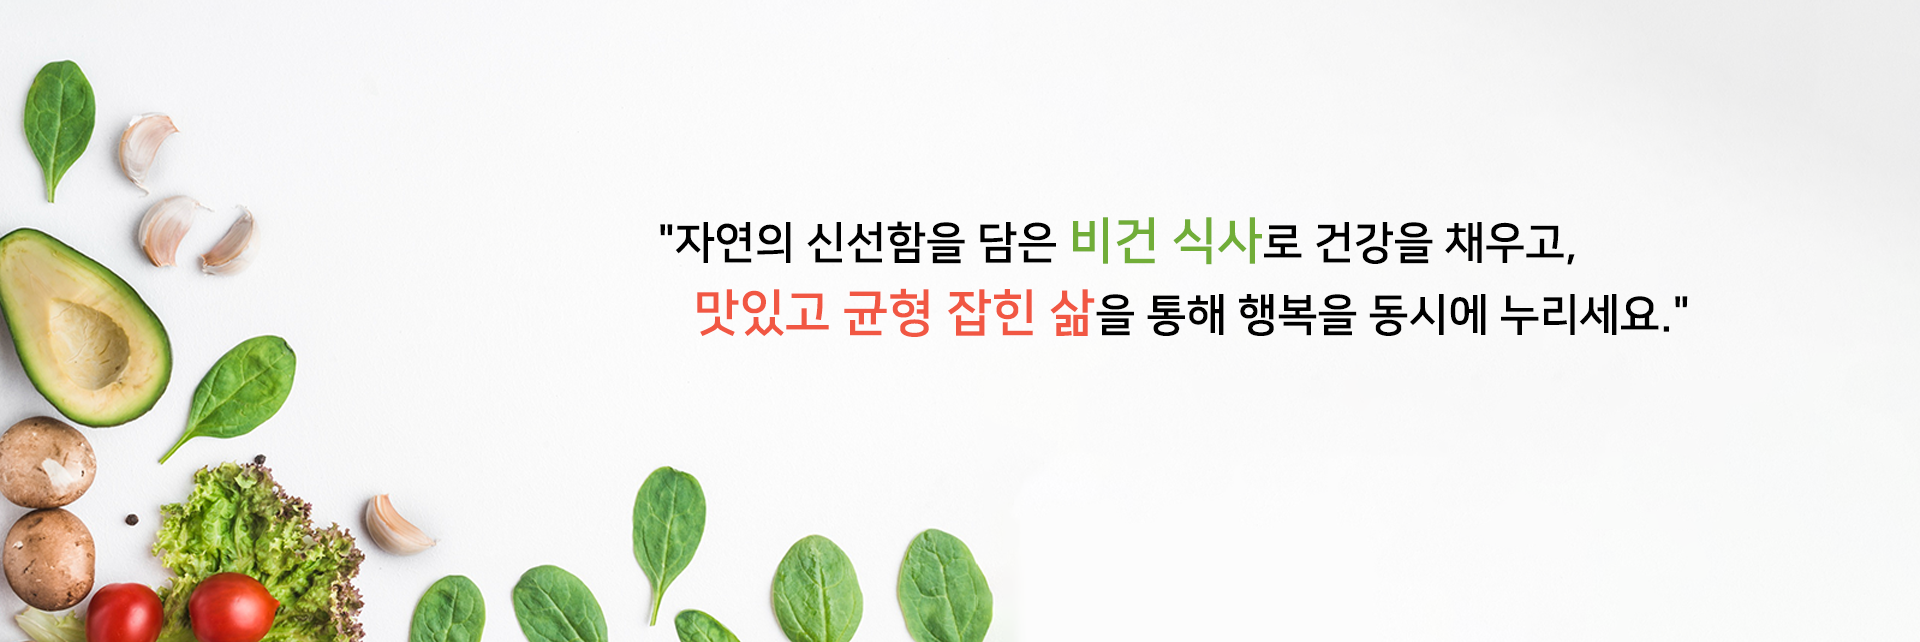 "자연의 신선함을 담은 비건 식사로 건강을 채우고,
맛있고 균형 잡힌 삶을 통해 행복을 동시에 누리세요."